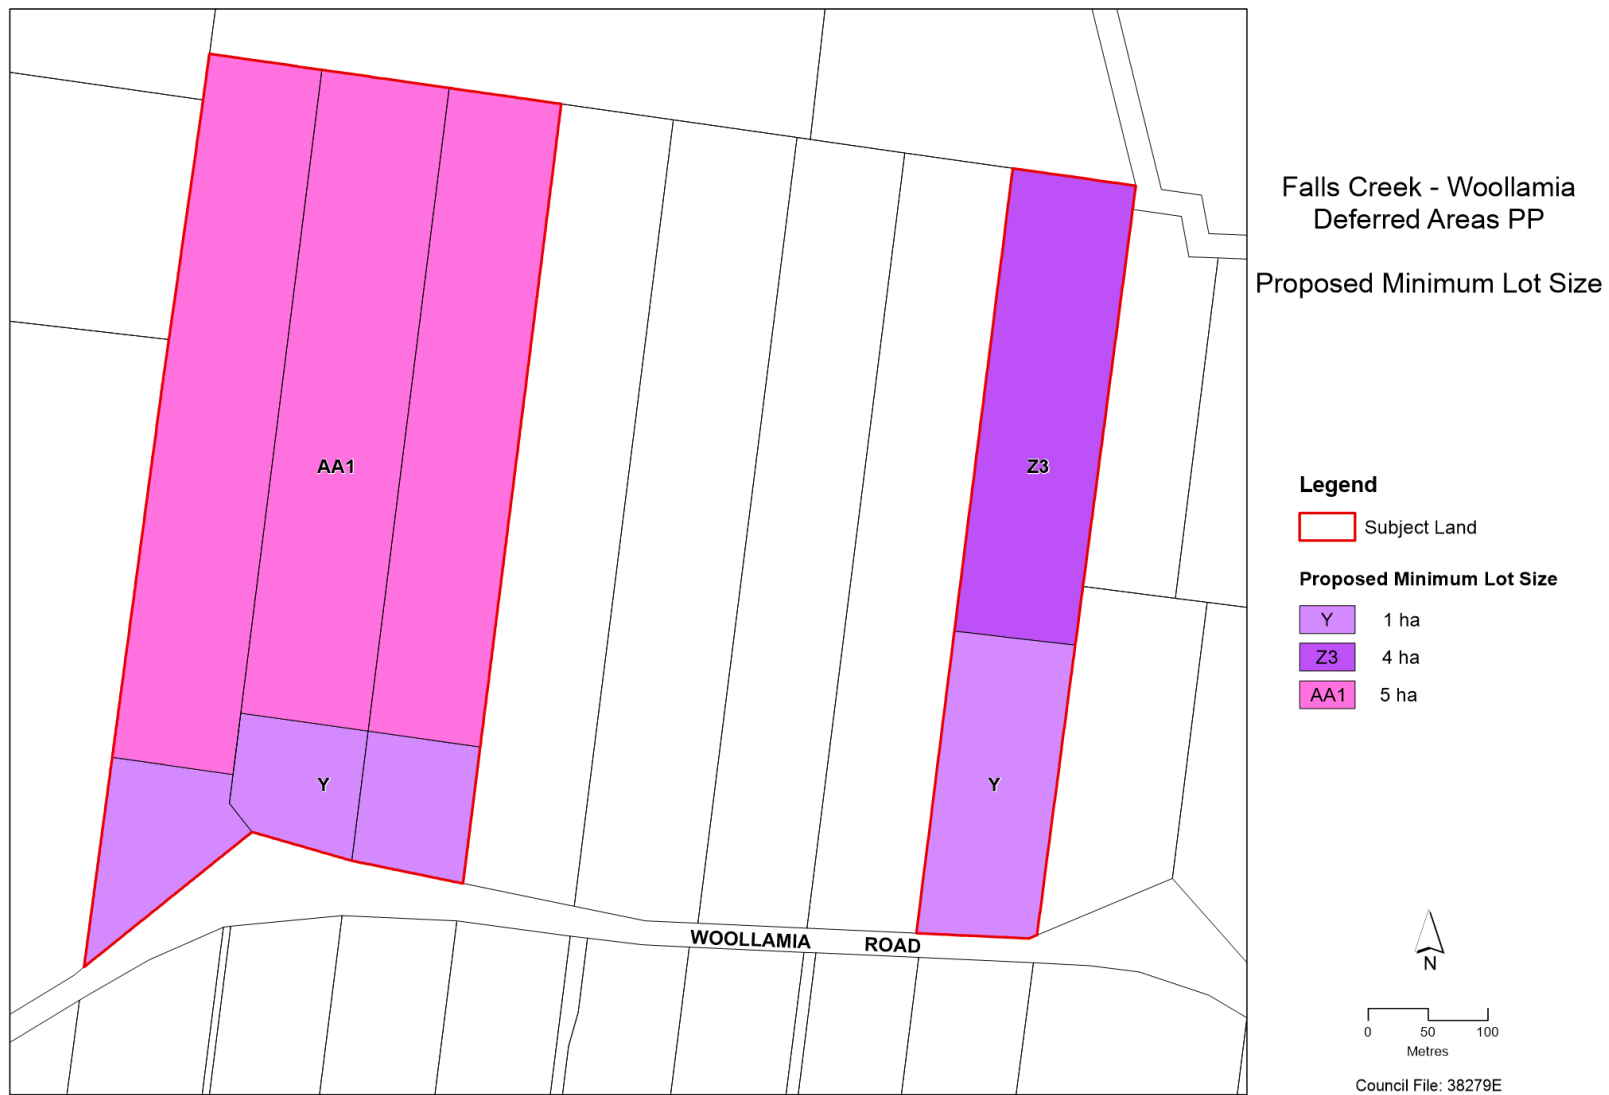 Falls Creek - Woollamia
Deferred Areas PP
Proposed Minimum Lot Size
AA1
Z3
Y
Y
WOOLLAMIA ROAD
Legend
Subject Land
Proposed Minimum Lot Size
Y 1 ha
Z3 4 ha
AA1 5 ha
N
0 50 100
Metres
Council File: 38279E